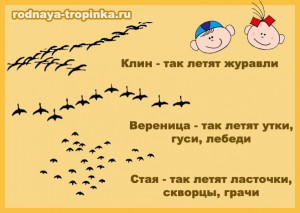 rodnaya-tropinka.ru
Клин - так летят журавли
Вереница - так летят утки,
гуси, лебеди
Стая - так летят ласточки,
скворцы, грачи